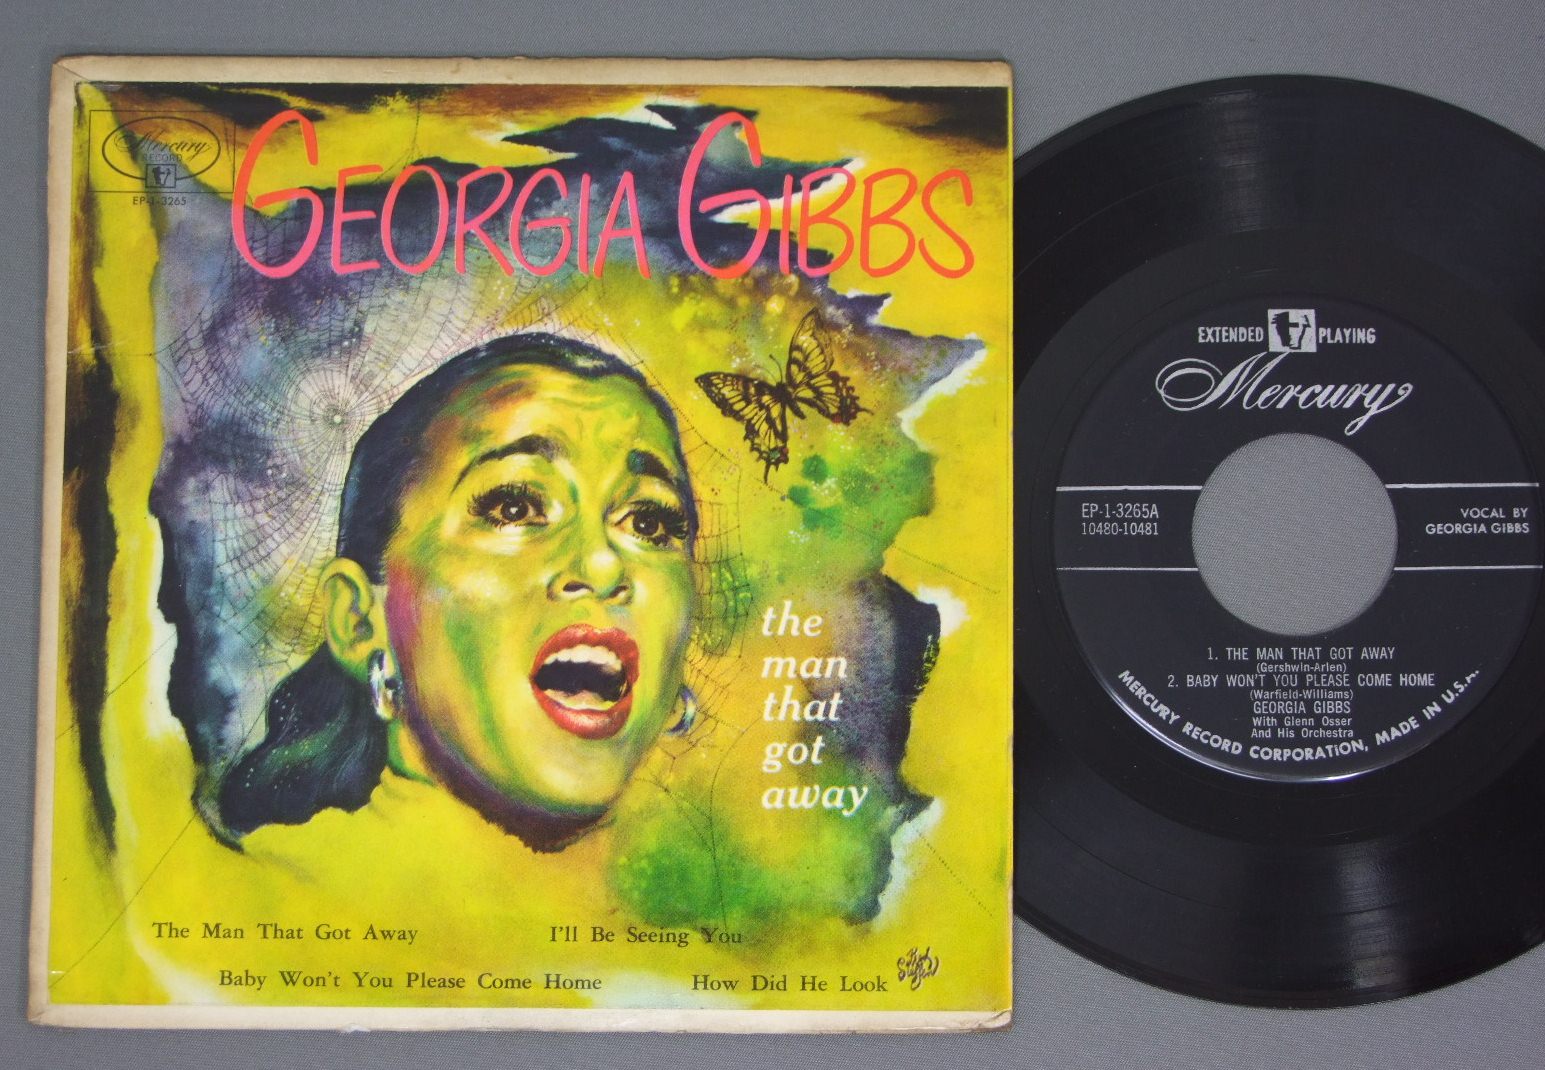 Mercury
RECORD
EP-1-3265
GEORGIA GIBBS
the
man
that
got
away
The Man That Got Away
I'll Be Seeing You
Baby Won't You Please Come Home
How Did He Look
EXTENDED PLAYING
Mercury
EP-1-3265A
10480-10481
VOCAL BY
GEORGIA GIBBS
1. THE MAN THAT GOT AWAY
(Gershwin-Arlen)
2. BABY WON'T YOU PLEASE COME HOME
(Warfield-Williams)
GEORGIA GIBBS
With Glenn Osser
And His Orchestra
MERCURY RECORD CORPORATION, MADE IN U.S.A.